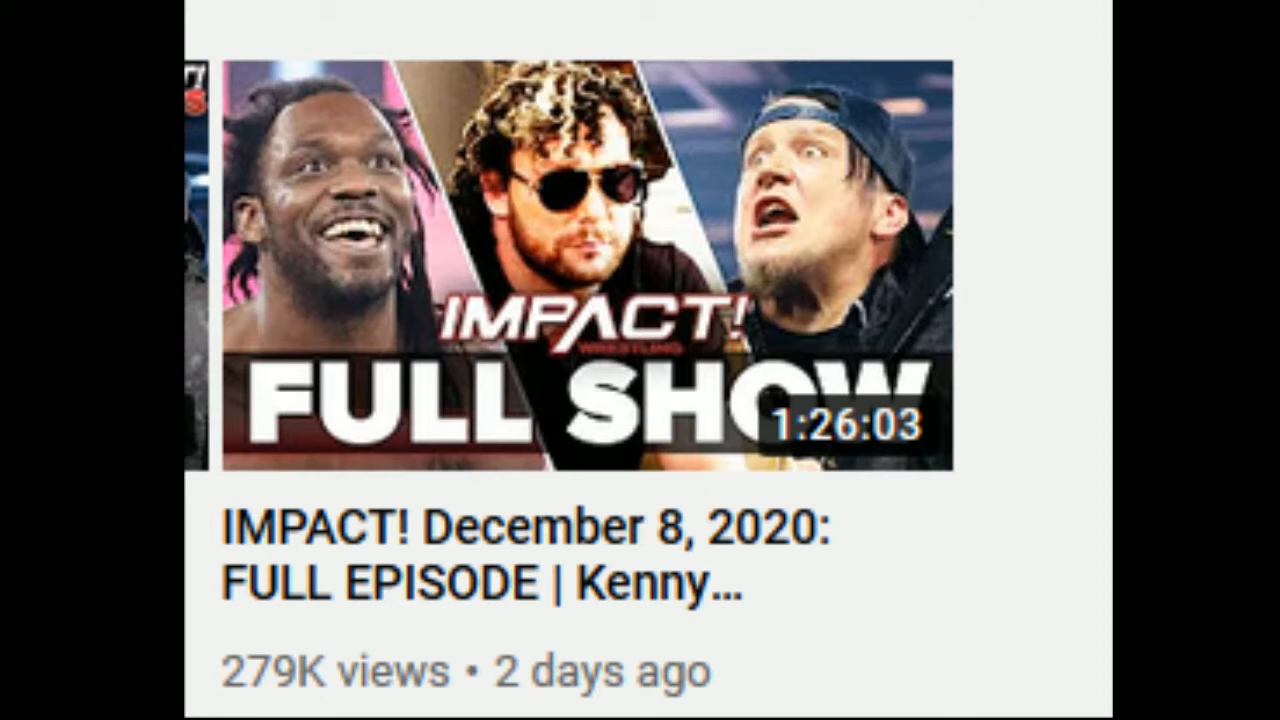 IMPACT!
WRESTLING
FULL SHOW
1:26:03
IMPACT! December 8, 2020:
FULL EPISODE | Kenny...
279K views • 2 days ago